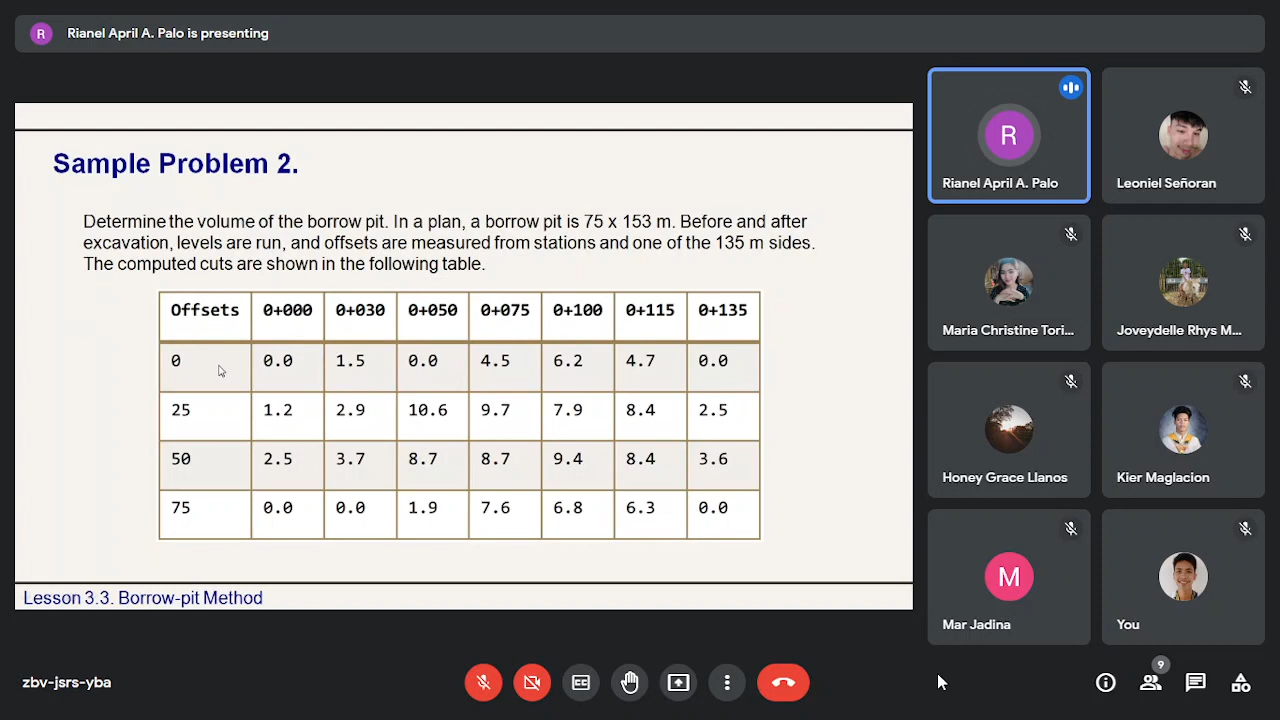 R Rianel April A. Palo is presenting
Sample Problem 2.
Determine the volume of the borrow pit. In a plan, a borrow pit is 75 x 153 m. Before and after
excavation, levels are run, and offsets are measured from stations and one of the 135 m sides.
The computed cuts are shown in the following table.
Offsets 0+000 0+030 0+050 0+075 0+100 0+115 0+135
0 0.0 1.5 0.0 4.5 6.2 4.7 0.0
25 1.2 2.9 10.6 9.7 7.9 8.4 2.5
50 2.5 3.7 8.7 8.7 9.4 8.4 3.6
75 0.0 0.0 1.9 7.6 6.8 6.3 0.0
Lesson 3.3. Borrow-pit Method
R
Rianel April A. Palo
Leoniel Señoran
Maria Christine Tori...
Joveydelle Rhys M...
Honey Grace Llanos
Kier Maglacion
M
Mar Jadina
You
zbv-jsrs-yba
CC
9